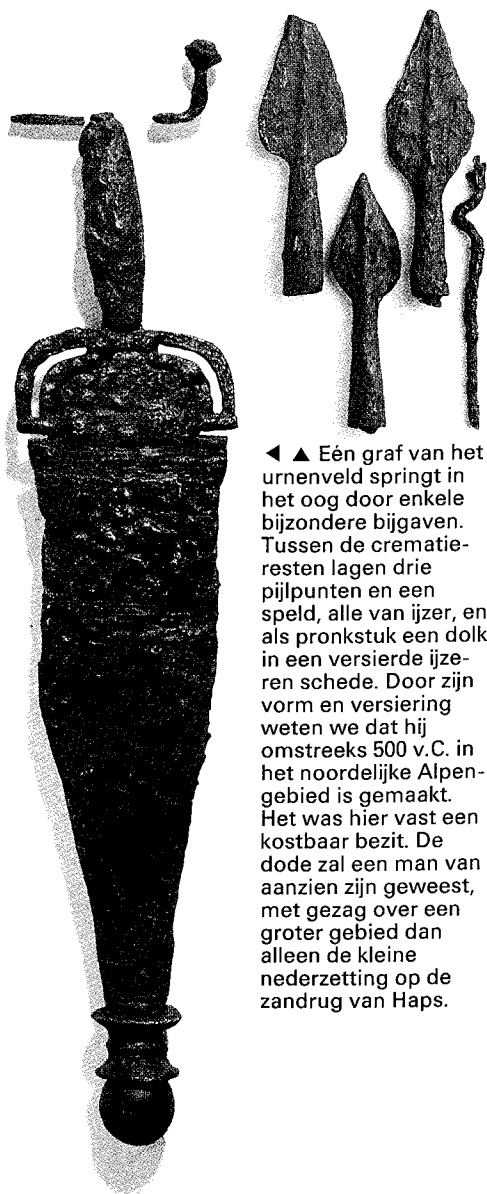 ◄ ▲ Eén graf van het
urnenveld springt in
het oog door enkele
bijzondere bijgaven.
Tussen de crematie-
resten lagen drie
pijlpunten en een
speld, alle van ijzer, en
als pronkstuk een dolk
in een versierde ijze-
ren schede. Door zijn
vorm en versiering
weten we dat hij
omstreeks 500 v.C. in
het noordelijke Alpen-
gebied is gemaakt.
Het was hier vast een
kostbaar bezit. De
dode zal een man van
aanzien zijn geweest,
met gezag over een
groter gebied dan
alleen de kleine
nederzetting op de
zandrug van Haps.